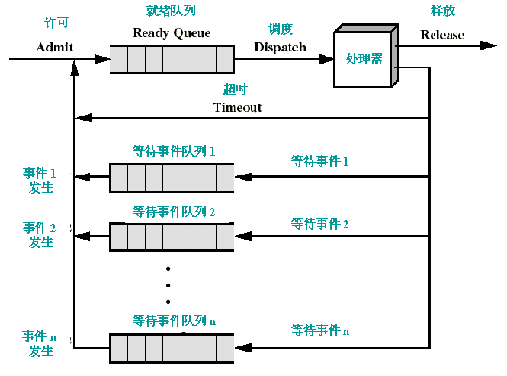 许可
Admit
就绪队列
Ready Queue
调度
Dispatch
处理器
释放
Release
超时
Timeout
等待事件队列 1
等待事件 1
事件 1
发生
等待事件队列 2
等待事件 2
事件 2
发生
等待事件队列 n
等待事件 n
事件 n
发生